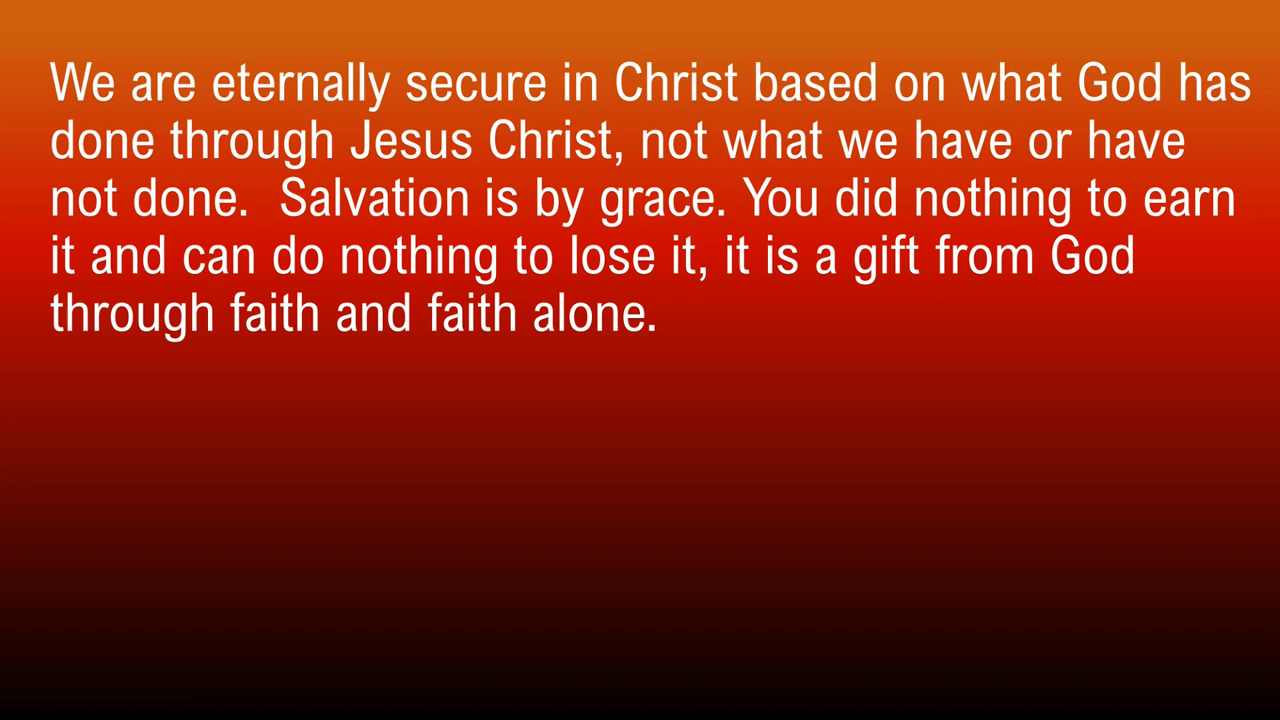 We are eternally secure in Christ based on what God has
done through Jesus Christ, not what we have or have
not done.  Salvation is by grace. You did nothing to earn
it and can do nothing to lose it, it is a gift from God
through faith and faith alone.